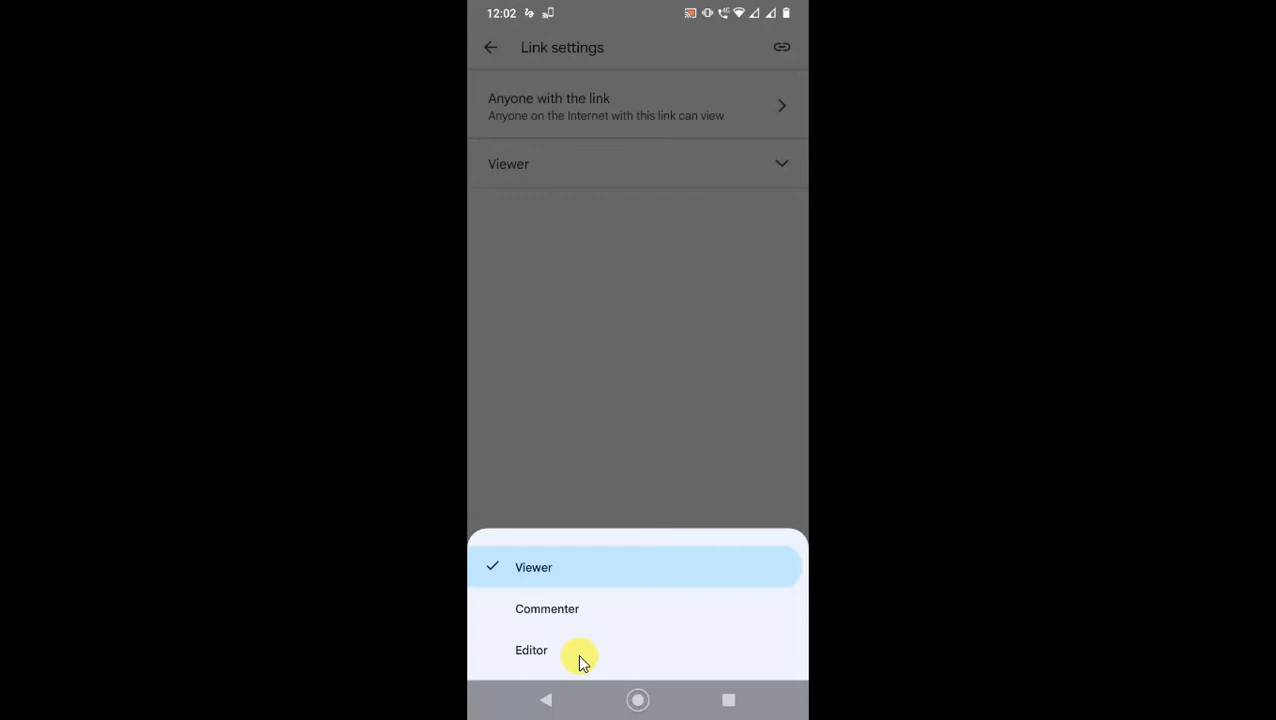 12:02
Link settings
Anyone with the link
Anyone on the Internet with this link can view
Viewer
Viewer
Commenter
Editor